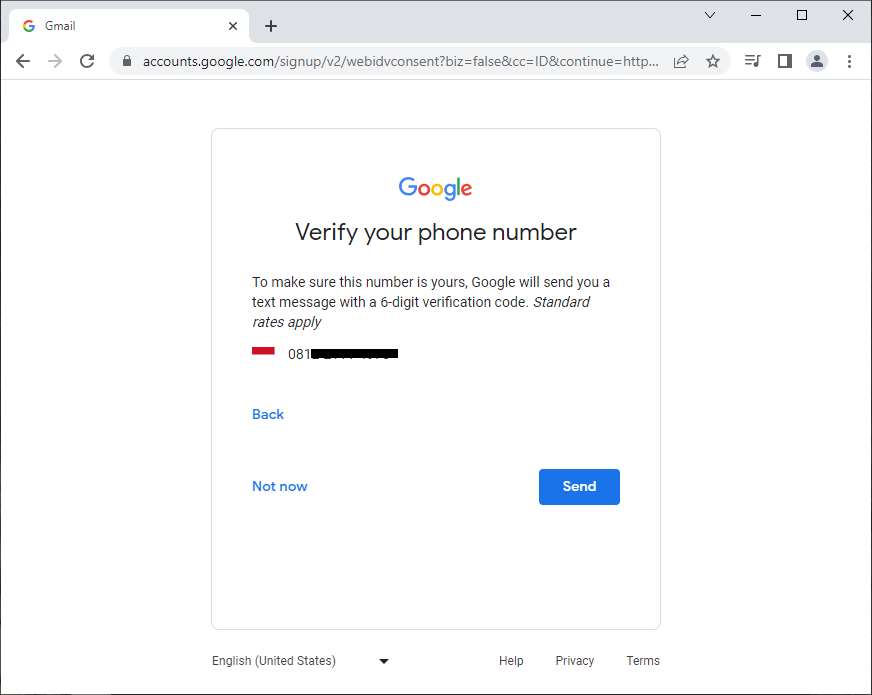 Gmail
accounts.google.com/signup/v2/webidvconsent?biz=false&cc=ID&continue=http...
Google
Verify your phone number
To make sure this number is yours, Google will send you a
text message with a 6-digit verification code. Standard
rates apply
081
Back
Not now
Send
English (United States)
Help
Privacy
Terms